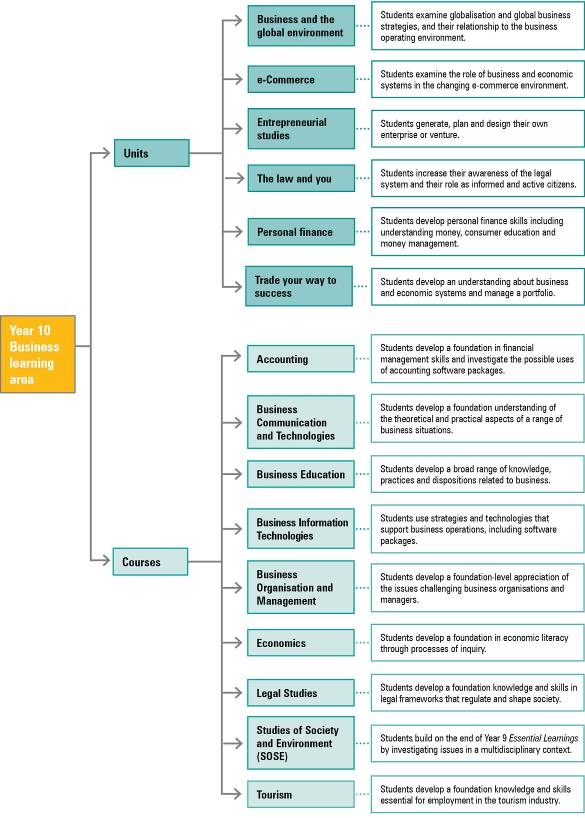 Year 10
Business
learning
area
Units
Business and the
global environment
Students examine globalisation and global business
strategies, and their relationship to the business
operating environment.
e-Commerce
Students examine the role of business and economic
systems in the changing e-commerce environment.
Entrepreneurial
studies
Students generate, plan and design their own
enterprise or venture.
The law and you
Students increase their awareness of the legal
system and their role as informed and active citizens.
Personal finance
Students develop personal finance skills including
understanding money, consumer education and
money management.
Trade your way to
success
Students develop an understanding about business
and economic systems and manage a portfolio.
Courses
Accounting
Students develop a foundation in financial
management skills and investigate the possible uses
of accounting software packages.
Business
Communication
and Technologies
Students develop a foundation understanding of
the theoretical and practical aspects of a range of
business situations.
Business Education
Students develop a broad range of knowledge,
practices and dispositions related to business.
Business Information
Technologies
Students use strategies and technologies that
support business operations, including software
packages.
Business
Organisation and
Management
Students develop a foundation-level appreciation of
the issues challenging business organisations and
managers.
Economics
Students develop a foundation in economic literacy
through processes of inquiry.
Legal Studies
Students develop a foundation knowledge and skills in
legal frameworks that regulate and shape society.
Studies of Society
and Environment
(SOSE)
Students build on the end of Year 9 Essential Learnings
by investigating issues in a multidisciplinary context.
Tourism
Students develop a foundation knowledge and skills
essential for employment in the tourism industry.